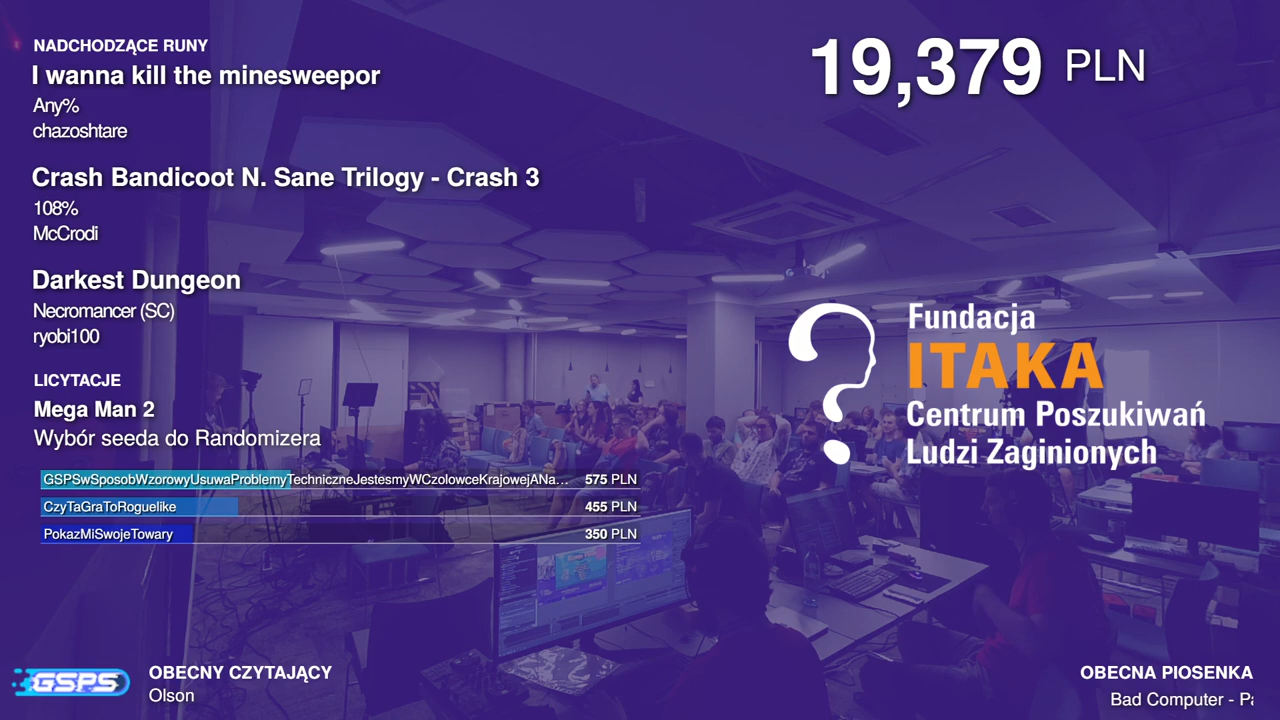 NADCHODZĄCE RUNY
I wanna kill the minesweepor
Any%
chazoshtare
Crash Bandicoot N. Sane Trilogy - Crash 3
108%
McCrodi
Darkest Dungeon
Necromancer (SC)
ryobi100
LICYTACJE
Mega Man 2
Wybór seeda do Randomizera
GSPSwSposobWzorowyUsuwaProblemyTechniczneJestesmyWCzolowceKrajowejANa... 575 PLN
CzyTaGraToRoguelike 455 PLN
PokazMiSwojeTowary 350 PLN
19,379 PLN
Fundacja
ITAKA
Centrum Poszukiwań
Ludzi Zaginionych
GSPS
OBECNY CZYTAJĄCY
Olson
OBECNA PIOSENKA
Bad Computer -